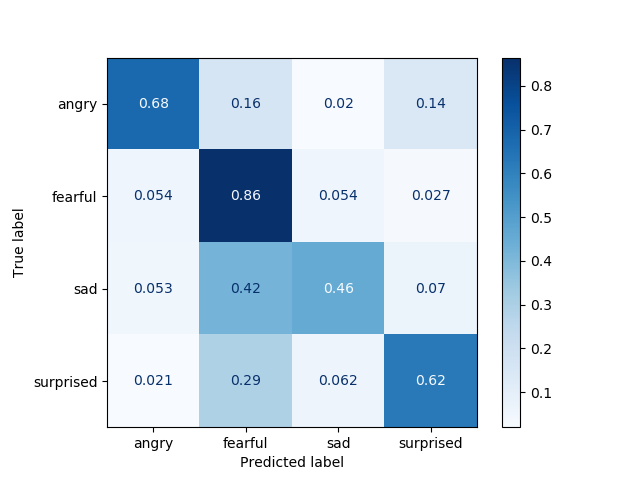 angry 0.68 0.16 0.02 0.14
fearful 0.054 0.86 0.054 0.027
sad 0.053 0.42 0.46 0.07
surprised 0.021 0.29 0.062 0.62
angry fearful sad surprised
Predicted label
True label
0.8
0.7
0.6
0.5
0.4
0.3
0.2
0.1